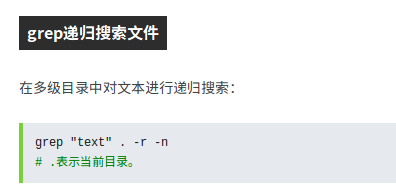 grep递归搜索文件
在多级目录中对文本进行递归搜索：
grep "text" . -r -n
# .表示当前目录。